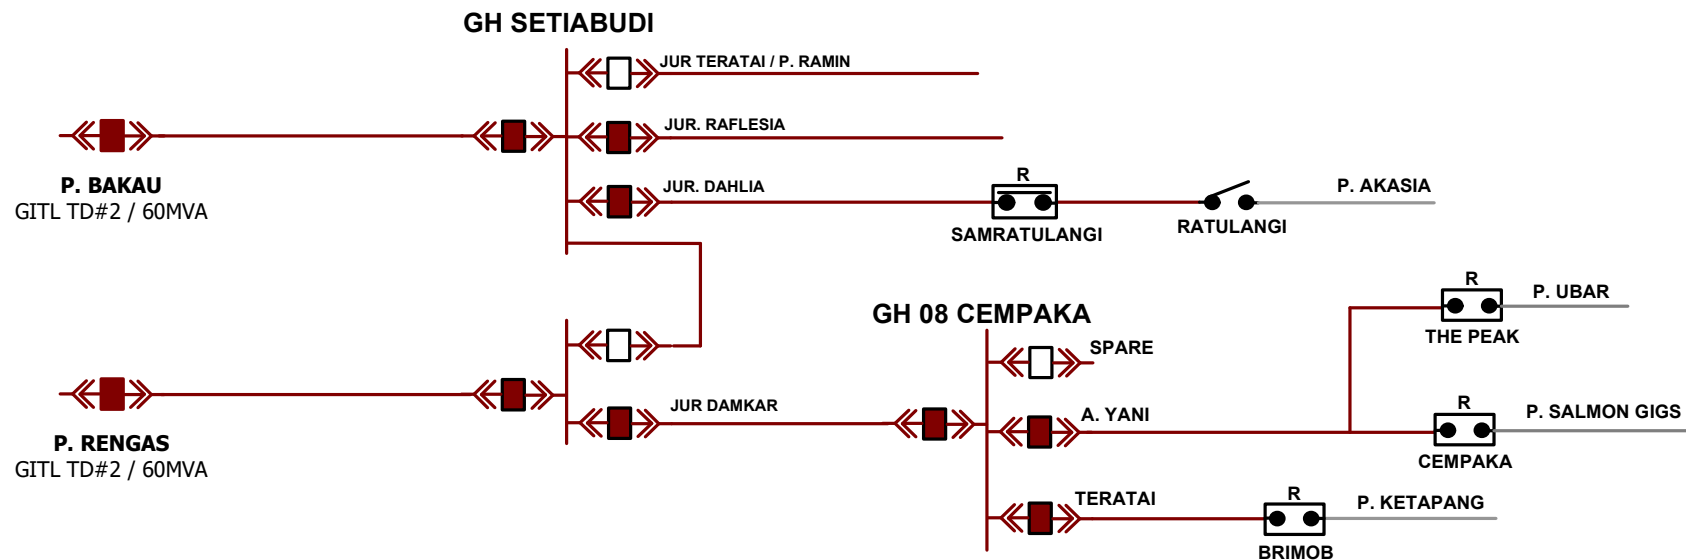 GH SETIABUDI
JUR TERATAI / P. RAMIN
JUR. RAFLESIA
P. BAKAU
GITL TD#2 / 60MVA
JUR. DAHLIA
R
SAMRATULANGI
RATULANGI
P. AKASIA
GH 08 CEMPAKA
SPARE
R
THE PEAK
P. UBAR
P. RENGAS
GITL TD#2 / 60MVA
JUR DAMKAR
A. YANI
R
CEMPAKA
P. SALMON GIGS
TERATAI
R
BRIMOB
P. KETAPANG